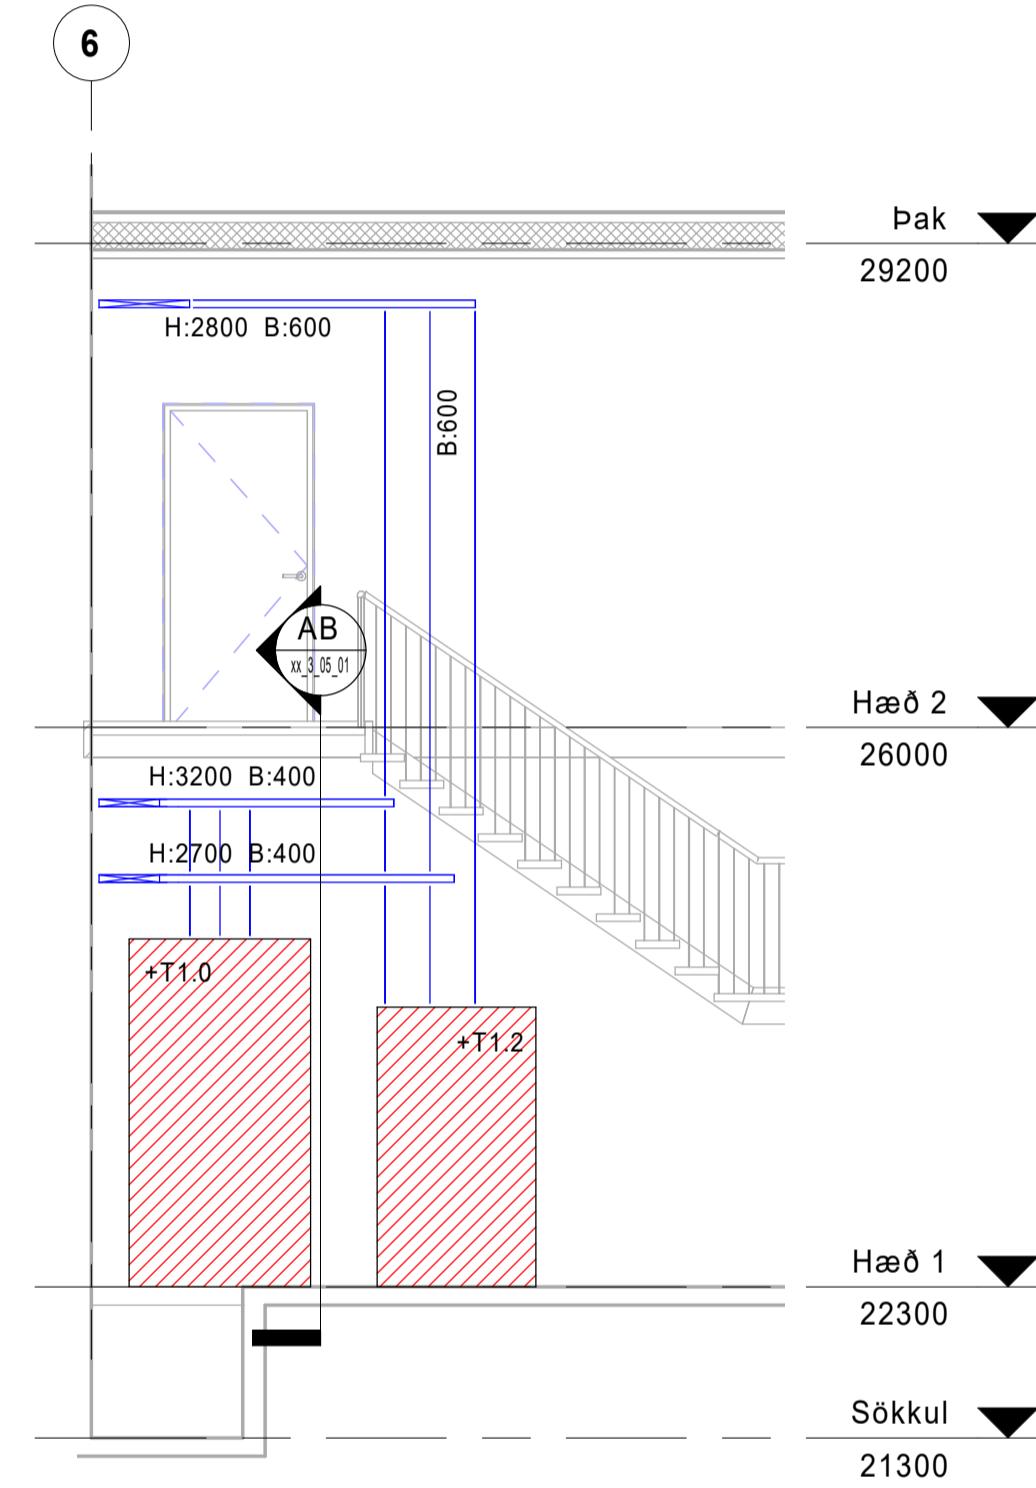 6
Þak
29200
H:2800 B:600
B:600
AB
xx_3_05_01
Hæð 2
26000
H:3200 B:400
H:2700 B:400
+T1.0
+T1.2
Hæð 1
22300
Sökkul
21300